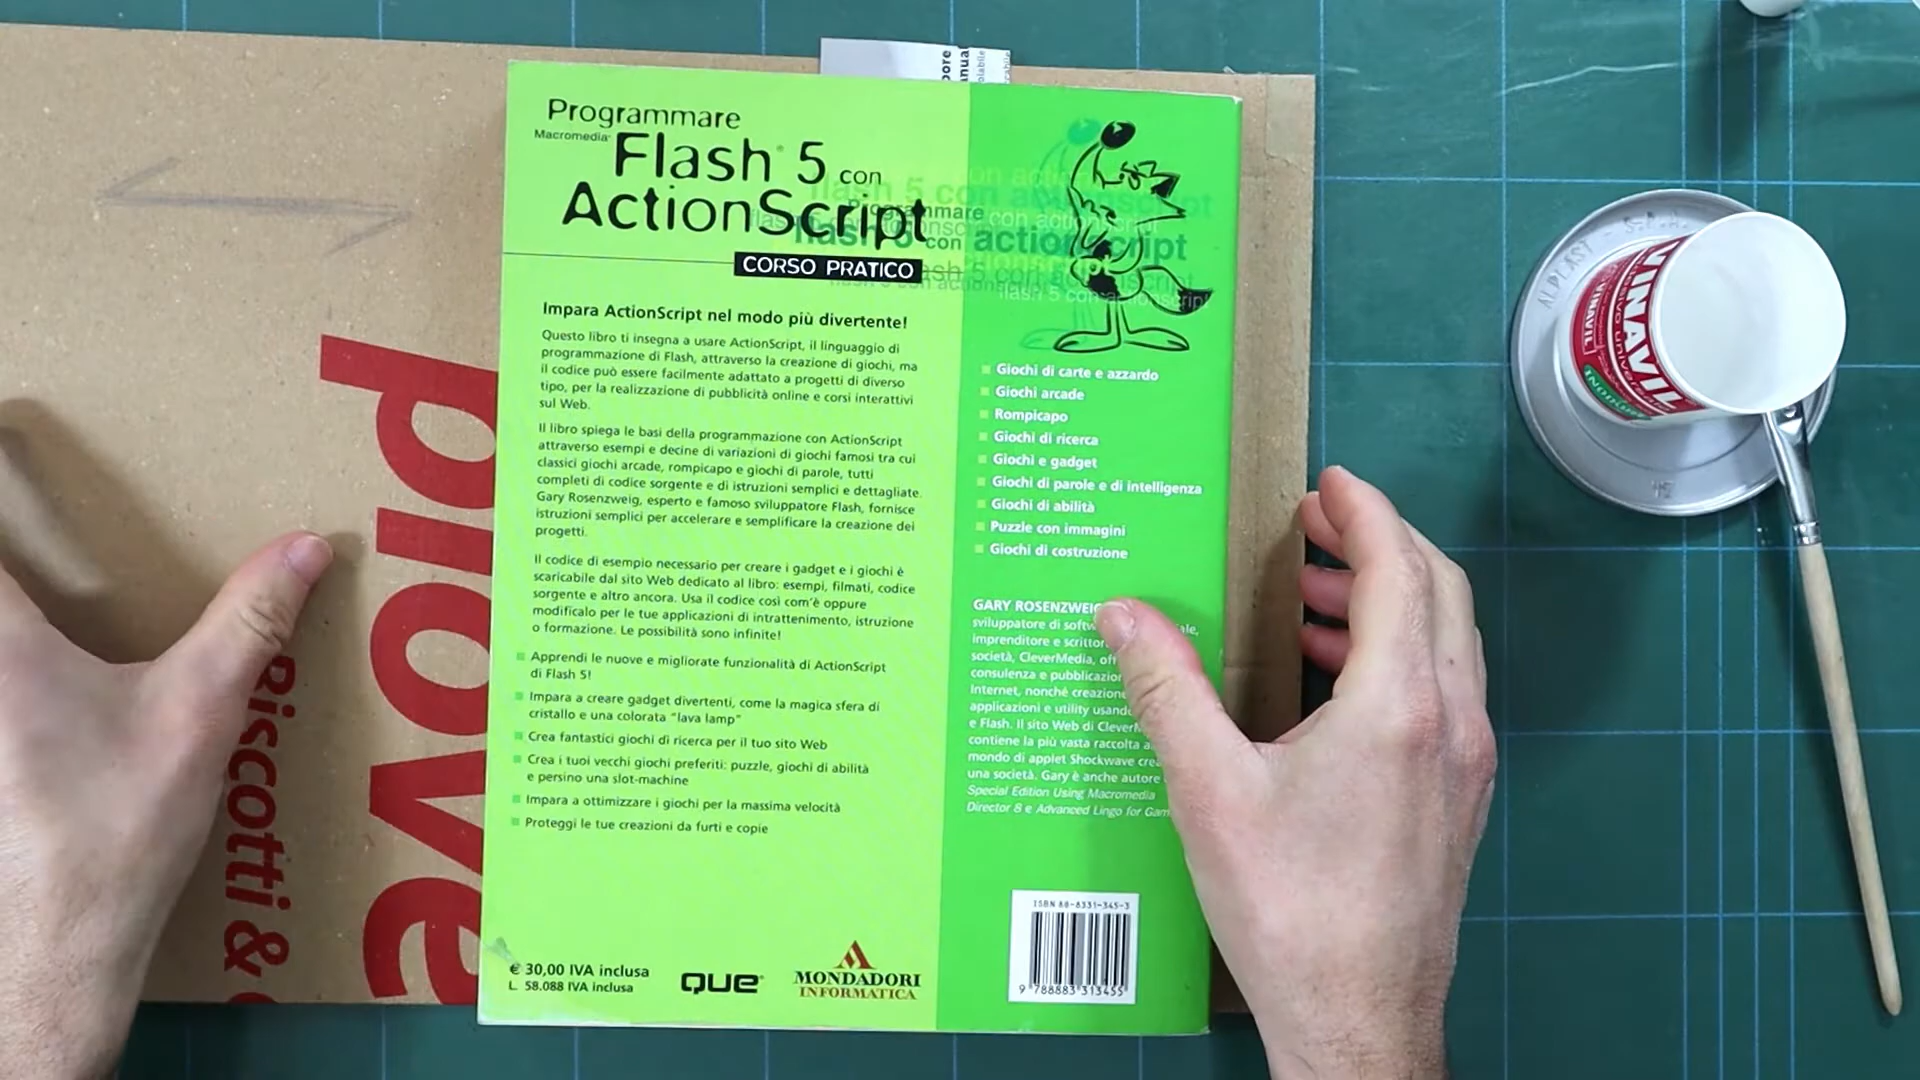 Programmare
Macromedia
Flash® 5 con
ActionScript
CORSO PRATICO
Programmare
flash 5 con actionscript
flash 5 con actionscript
Impara ActionScript nel modo più divertente!
Questo libro ti insegna a usare ActionScript, il linguaggio di
programmazione di Flash, attraverso la creazione di giochi, ma
il codice può essere facilmente adattato a progetti di diverso
tipo, per la realizzazione di pubblicità online e corsi interattivi
sul Web.
Il libro spiega le basi della programmazione con ActionScript
attraverso esempi e decine di variazioni di giochi famosi tra cui
classici giochi arcade, rompicapo e giochi di parole, tutti
completi di codice sorgente e di istruzioni semplici e dettagliate.
Gary Rosenzweig, esperto e famoso sviluppatore Flash, fornisce
istruzioni semplici per accelerare e semplificare la creazione dei
progetti.
Il codice di esempio necessario per creare i gadget e i giochi è
scaricabile dal sito Web dedicato al libro: esempi, filmati, codice
sorgente e altro ancora. Usa il codice così com'è oppure
modificalo per le tue applicazioni di intrattenimento, istruzione
o formazione. Le possibilità sono infinite!
Apprendi le nuove e migliorate funzionalità di ActionScript
di Flash 5!
Impara a creare gadget divertenti, come la magica sfera di
cristallo e una colorata "lava lamp"
Crea fantastici giochi di ricerca per il tuo sito Web
Crea i tuoi vecchi giochi preferiti: puzzle, giochi di abilità
e persino una slot-machine
Impara a ottimizzare i giochi per la massima velocità
Proteggi le tue creazioni da furti e copie
€ 30,00 IVA inclusa
L. 58.088 IVA inclusa
QUE®
MONDADORI
INFORMATICA
Giochi di carte e azzardo
Giochi arcade
Rompicapo
Giochi di ricerca
Giochi e gadget
Giochi di parole e di intelligenza
Giochi di abilità
Puzzle con immagini
Giochi di costruzione
GARY ROSENZWEIG
sviluppatore di
imprenditore e
società, CleverMedia,
consulenza e
Internet, nonché creazione
applicazioni e utility
e Flash. Il sito Web di
contiene la più vasta raccolta
mondo di applet Shockwave
una società. Gary è anche autore
Special Edition Using Macromedia
Director 8 e Advanced Lingo for
ISBN 88-8331-345-3
9 788883 313455
piove
Riscotti &
VINAVIL
universale
VINAVIL
ALPLAST